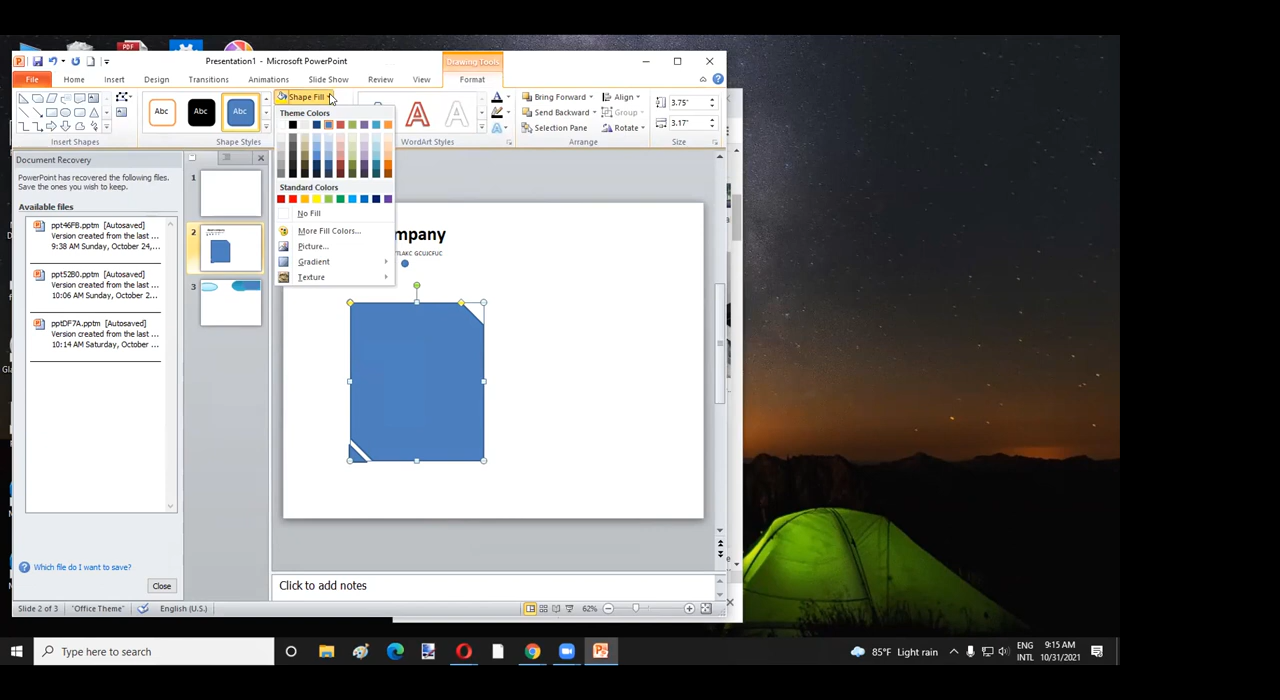 Presentation1 - Microsoft PowerPoint
Drawing Tools
File
Home
Insert
Design
Transitions
Animations
Slide Show
Review
View
Format
Abc
Abc
Abc
Shape Fill
Bring Forward
Align
3.75"
Send Backward
Group
Selection Pane
Rotate
3.17"
Insert Shapes
Shape Styles
WordArt Styles
Arrange
Size
Theme Colors
Standard Colors
No Fill
More Fill Colors...
Picture...
Gradient
Texture
Document Recovery
PowerPoint has recovered the following files.
Save the ones you wish to keep.
Available files
ppt46FB.pptm [Autosaved]
Version created from the last ...
9:38 AM Sunday, October 24,...
ppt52B0.pptm [Autosaved]
Version created from the last ...
10:06 AM Sunday, October 2...
pptDF7A.pptm [Autosaved]
Version created from the last ...
10:14 AM Saturday, October ...
Which file do I want to save?
Close
1
2
3
mpany
TLAKC GCIJCFUC
Click to add notes
Slide 2 of 3
"Office Theme"
English (U.S.)
62%
PDF
Type here to search
85°F Light rain
ENG
INTL
9:15 AM
10/31/2021